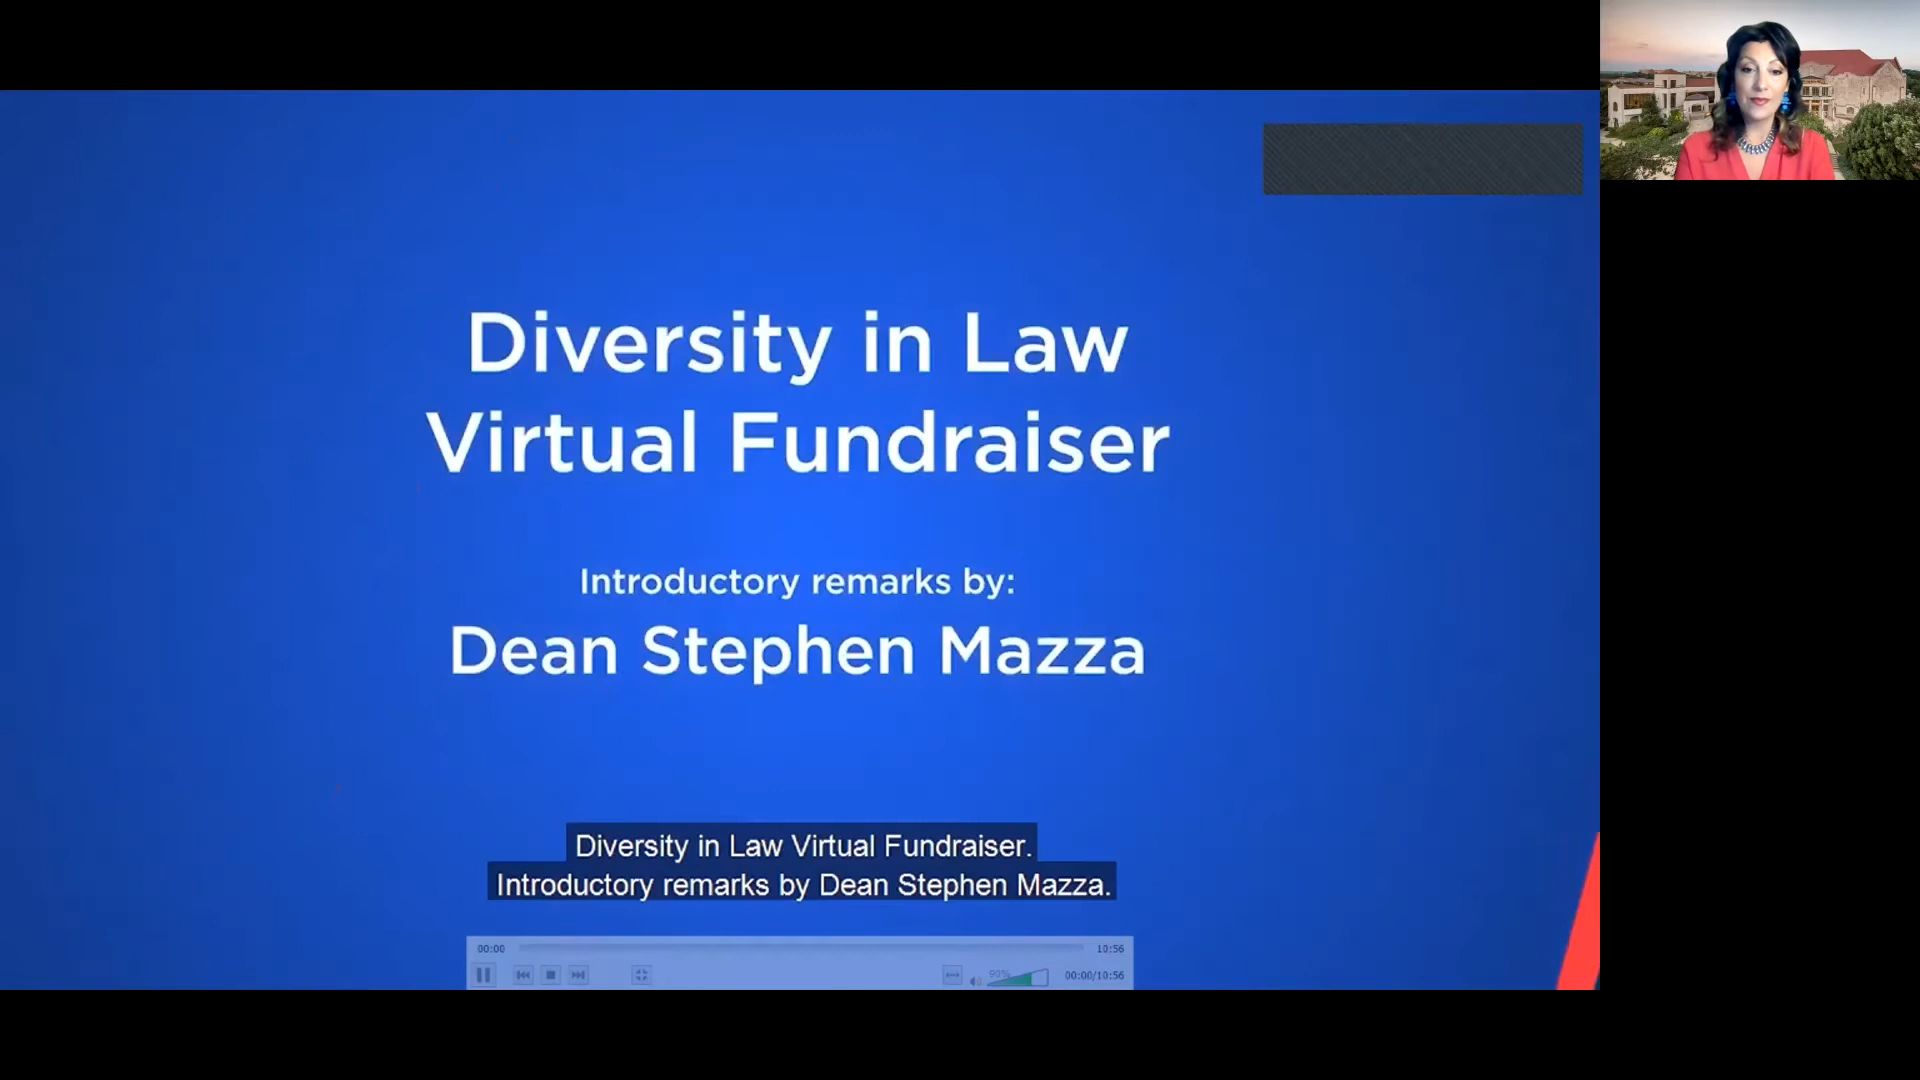 Diversity in Law
Virtual Fundraiser
Introductory remarks by:
Dean Stephen Mazza
Diversity in Law Virtual Fundraiser.
Introductory remarks by Dean Stephen Mazza.
00:00
10:56
90%
00:00/10:56